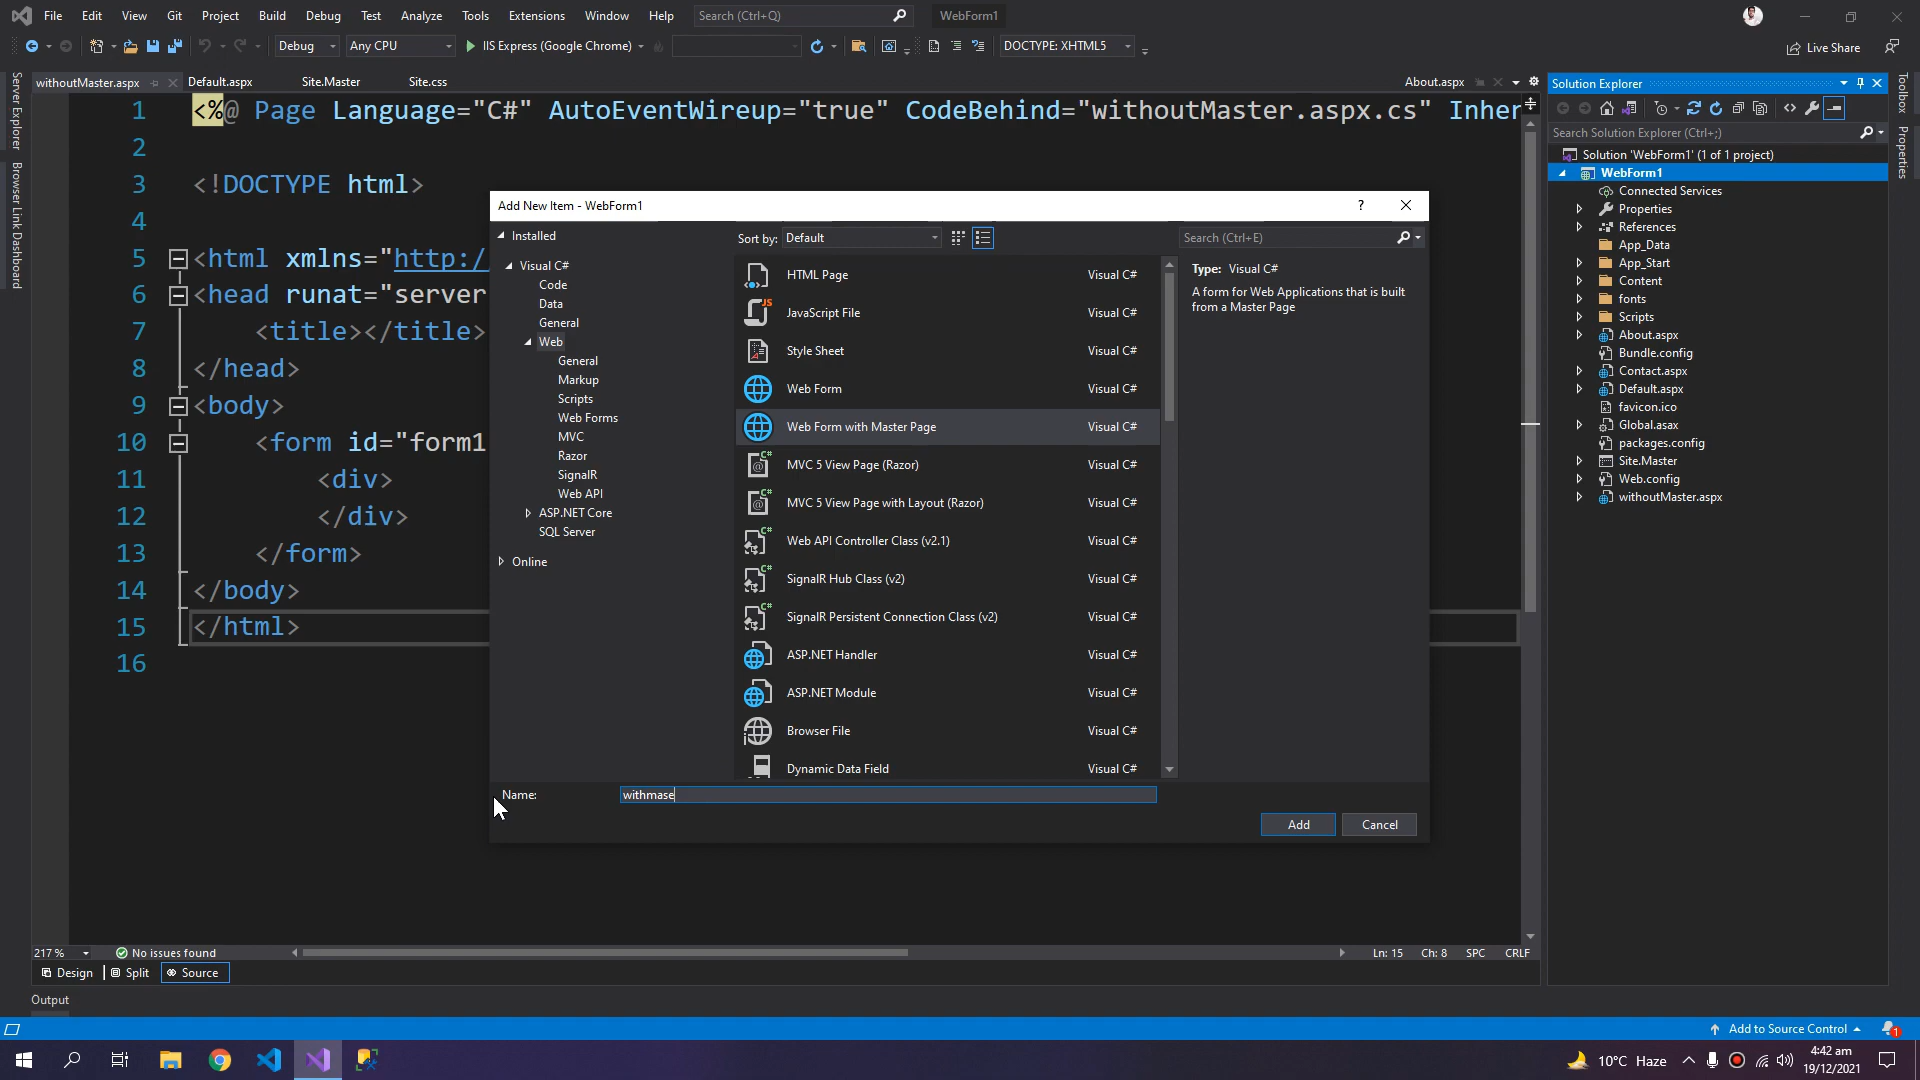 File Edit View Git Project Build Debug Test Analyze Tools Extensions Window Help Search (Ctrl+Q) WebForm1
Debug Any CPU IIS Express (Google Chrome) DOCTYPE: XHTML5 Live Share
Server Explorer
Browser Link Dashboard
withoutMaster.aspx Default.aspx Site.Master Site.css About.aspx
1 <%@ Page Language="C#" AutoEventWireup="true" CodeBehind="withoutMaster.aspx.cs" Inher
2
3 <!DOCTYPE html>
4
5 <html xmlns="http:/
6 <head runat="server
7 <title></title>
8 </head>
9 <body>
10 <form id="form1
11 <div>
12 </div>
13 </form>
14 </body>
15 </html>
16
Add New Item - WebForm1 ?
Installed
Visual C#
Code
Data
General
Web
General
Markup
Scripts
Web Forms
MVC
Razor
SignalR
Web API
ASP.NET Core
SQL Server
Online
Sort by: Default
Search (Ctrl+E)
HTML Page Visual C#
JavaScript File Visual C#
Style Sheet Visual C#
Web Form Visual C#
Web Form with Master Page Visual C#
MVC 5 View Page (Razor) Visual C#
MVC 5 View Page with Layout (Razor) Visual C#
Web API Controller Class (v2.1) Visual C#
SignalR Hub Class (v2) Visual C#
SignalR Persistent Connection Class (v2) Visual C#
ASP.NET Handler Visual C#
ASP.NET Module Visual C#
Browser File Visual C#
Dynamic Data Field Visual C#
Type: Visual C#
A form for Web Applications that is built
from a Master Page
Name: withmase
Add Cancel
Solution Explorer
Search Solution Explorer (Ctrl+;)
Solution 'WebForm1' (1 of 1 project)
WebForm1
Connected Services
Properties
References
App_Data
App_Start
Content
fonts
Scripts
About.aspx
Bundle.config
Contact.aspx
Default.aspx
favicon.ico
Global.asax
packages.config
Site.Master
Web.config
withoutMaster.aspx
Toolbox
Properties
217 % No issues found Ln: 15 Ch: 8 SPC CRLF
Design Split Source
Output
Add to Source Control 1
10°C Haze 4:42 am
19/12/2021